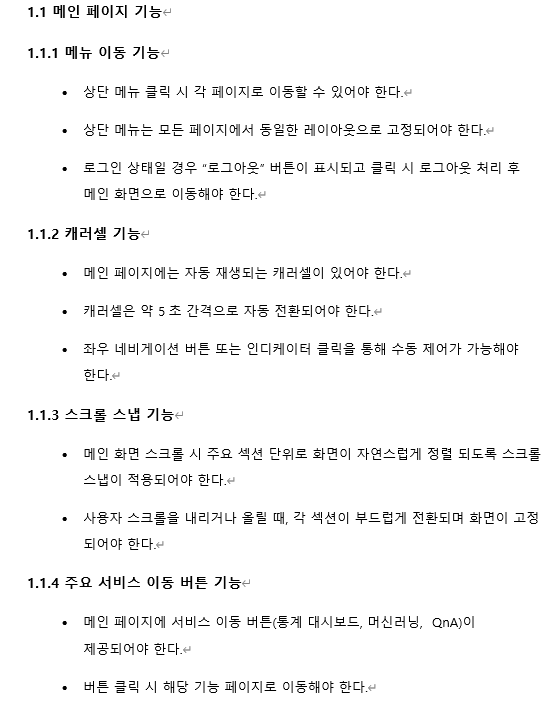 1.1 메인 페이지 기능↵
1.1.1 메뉴 이동 기능↵
• 상단 메뉴 클릭 시 각 페이지로 이동할 수 있어야 한다.↵
• 상단 메뉴는 모든 페이지에서 동일한 레이아웃으로 고정되어야 한다.↵
• 로그인 상태일 경우 “로그아웃” 버튼이 표시되고 클릭 시 로그아웃 처리 후
메인 화면으로 이동해야 한다.↵
1.1.2 캐러셀 기능↵
• 메인 페이지에는 자동 재생되는 캐러셀이 있어야 한다.↵
• 캐러셀은 약 5초 간격으로 자동 전환되어야 한다.↵
• 좌우 네비게이션 버튼 또는 인디케이터 클릭을 통해 수동 제어가 가능해야
한다.↵
1.1.3 스크롤 스냅 기능↵
• 메인 화면 스크롤 시 주요 섹션 단위로 화면이 자연스럽게 정렬 되도록 스크롤
스냅이 적용되어야 한다.↵
• 사용자 스크롤을 내리거나 올릴 때, 각 섹션이 부드럽게 전환되며 화면이 고정
되어야 한다.↵
1.1.4 주요 서비스 이동 버튼 기능↵
• 메인 페이지에 서비스 이동 버튼(통계 대시보드, 머신러닝,  QnA)이
제공되어야 한다.↵
• 버튼 클릭 시 해당 기능 페이지로 이동해야 한다.↵